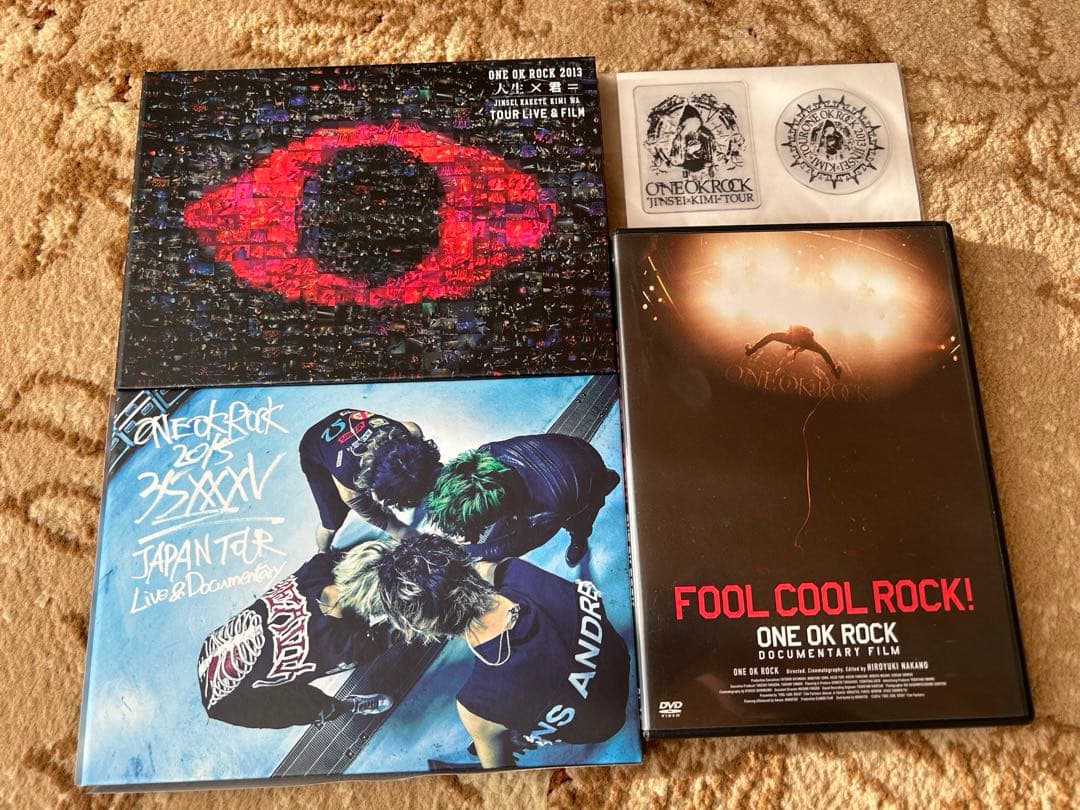 ONE OK ROCK 2013
人生×君=
JINSEI KAKETE KIMI WA
TOUR LIVE & FILM
ONE OK ROCK
JINSEI×KIMI=TOUR
ONE OK ROCK 2013 JINSEI×KIMI=TOUR
ONE OK ROCK
2015
35XXXV
JAPAN TOUR
Live & Documentary
ANDRE
ONE OK ROCK
FOOL COOL ROCK!
ONE OK ROCK
DOCUMENTARY FILM
ONE OK ROCK Directed, Cinematography, Edited by HIROYUKI NAKANO
DVD
VIDEO